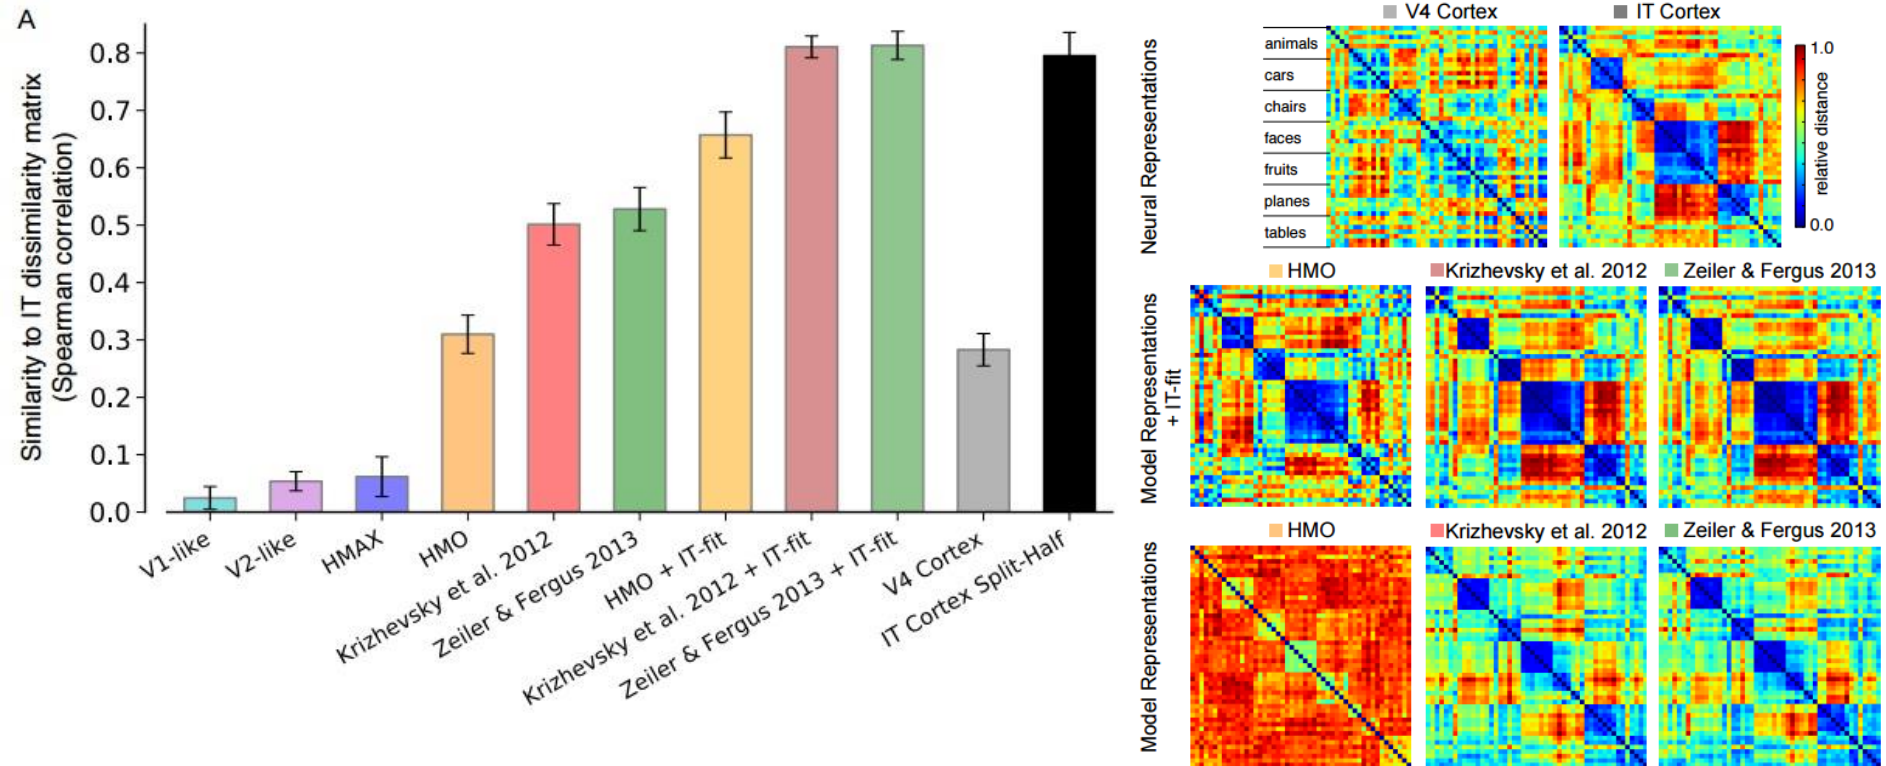 A
Similarity to IT dissimilarity matrix
(Spearman correlation)
0.8
0.7
0.6
0.5
0.4
0.3
0.2
0.1
0.0
V1-like
V2-like
HMAX
HMO
Krizhevsky et al. 2012
Zeiler & Fergus 2013
HMO + IT-fit
Krizhevsky et al. 2012 + IT-fit
Zeiler & Fergus 2013 + IT-fit
V4 Cortex
IT Cortex Split-Half
Neural Representations
V4 Cortex
IT Cortex
animals
cars
chairs
faces
fruits
planes
tables
1.0
relative distance
0.0
Model Representations
+ IT-fit
HMO
Krizhevsky et al. 2012
Zeiler & Fergus 2013
Model Representations
HMO
Krizhevsky et al. 2012
Zeiler & Fergus 2013